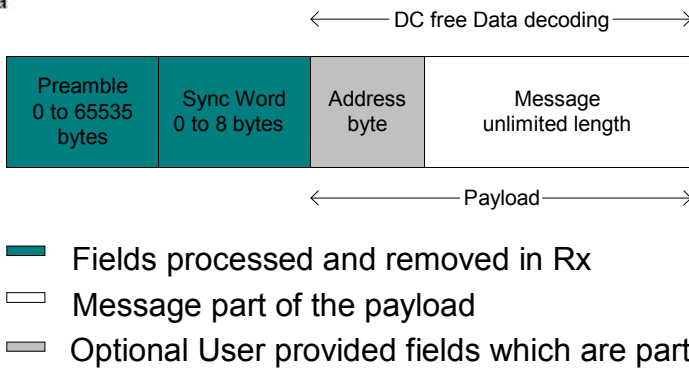 DC free Data decoding
Preamble
0 to 65535
bytes
Sync Word
0 to 8 bytes
Address
byte
Message
unlimited length
Payload
Fields processed and removed in Rx
Message part of the payload
Optional User provided fields which are part